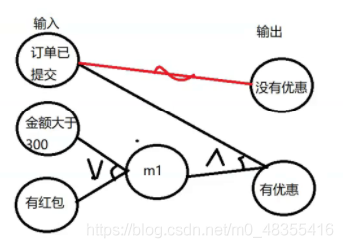 输入
输出
订单已
提交
没有优惠
金额大于
300
V
m1
Λ
有红包
有优惠
https://blog.csdn.net/m0_48355416